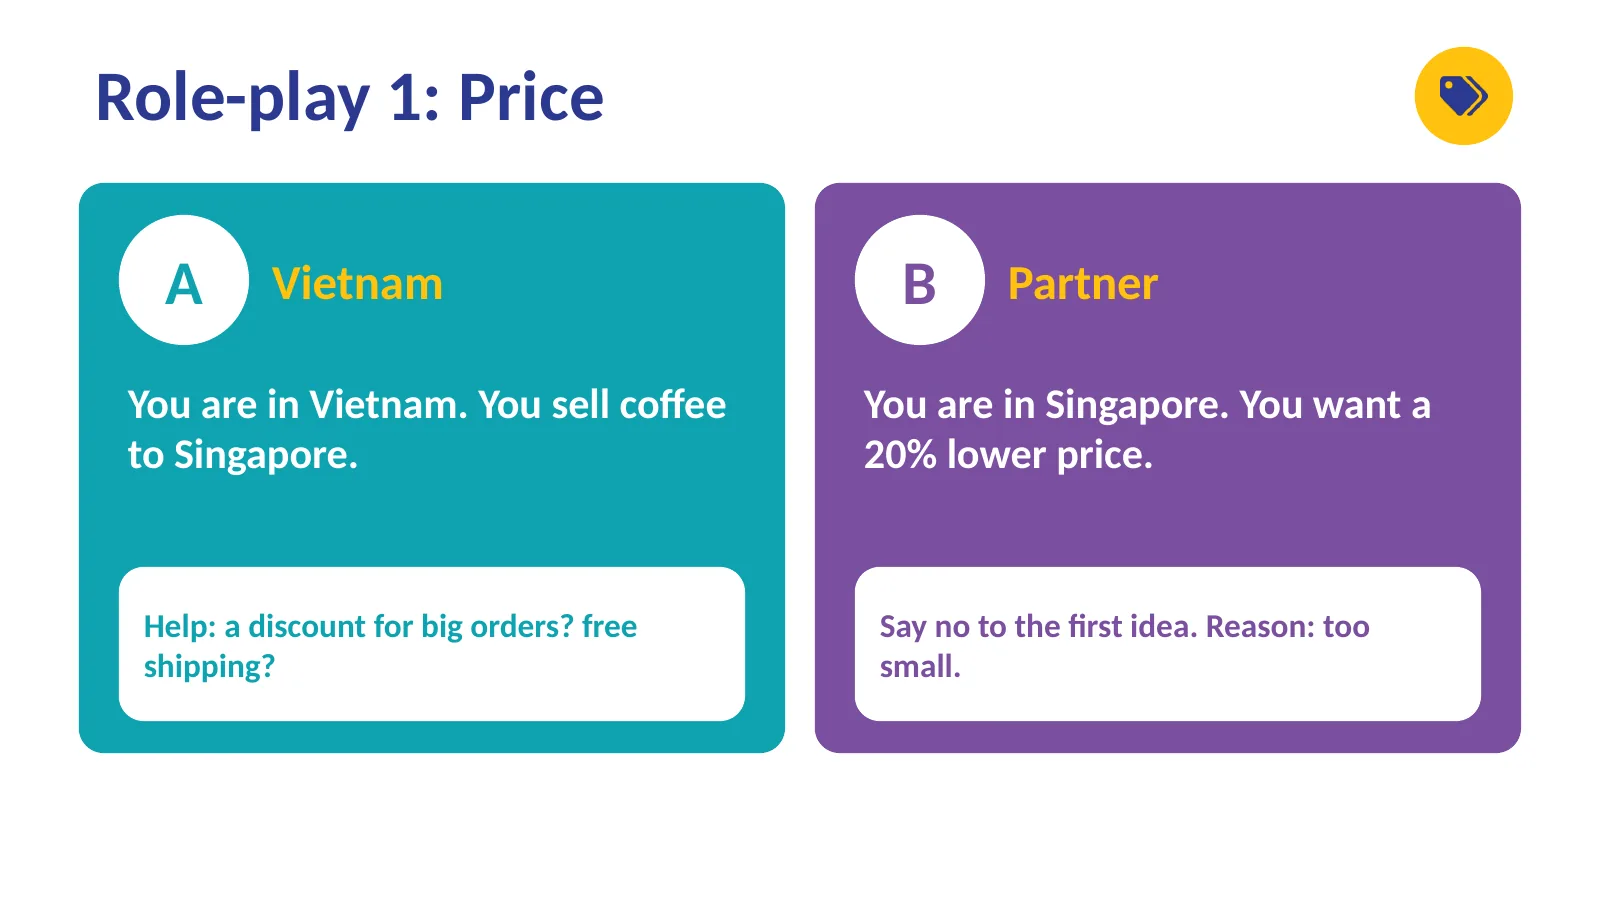 Role-play 1: Price
A
Vietnam
You are in Vietnam. You sell coffee
to Singapore.
Help: a discount for big orders? free
shipping?
B
Partner
You are in Singapore. You want a
20% lower price.
Say no to the first idea. Reason: too
small.